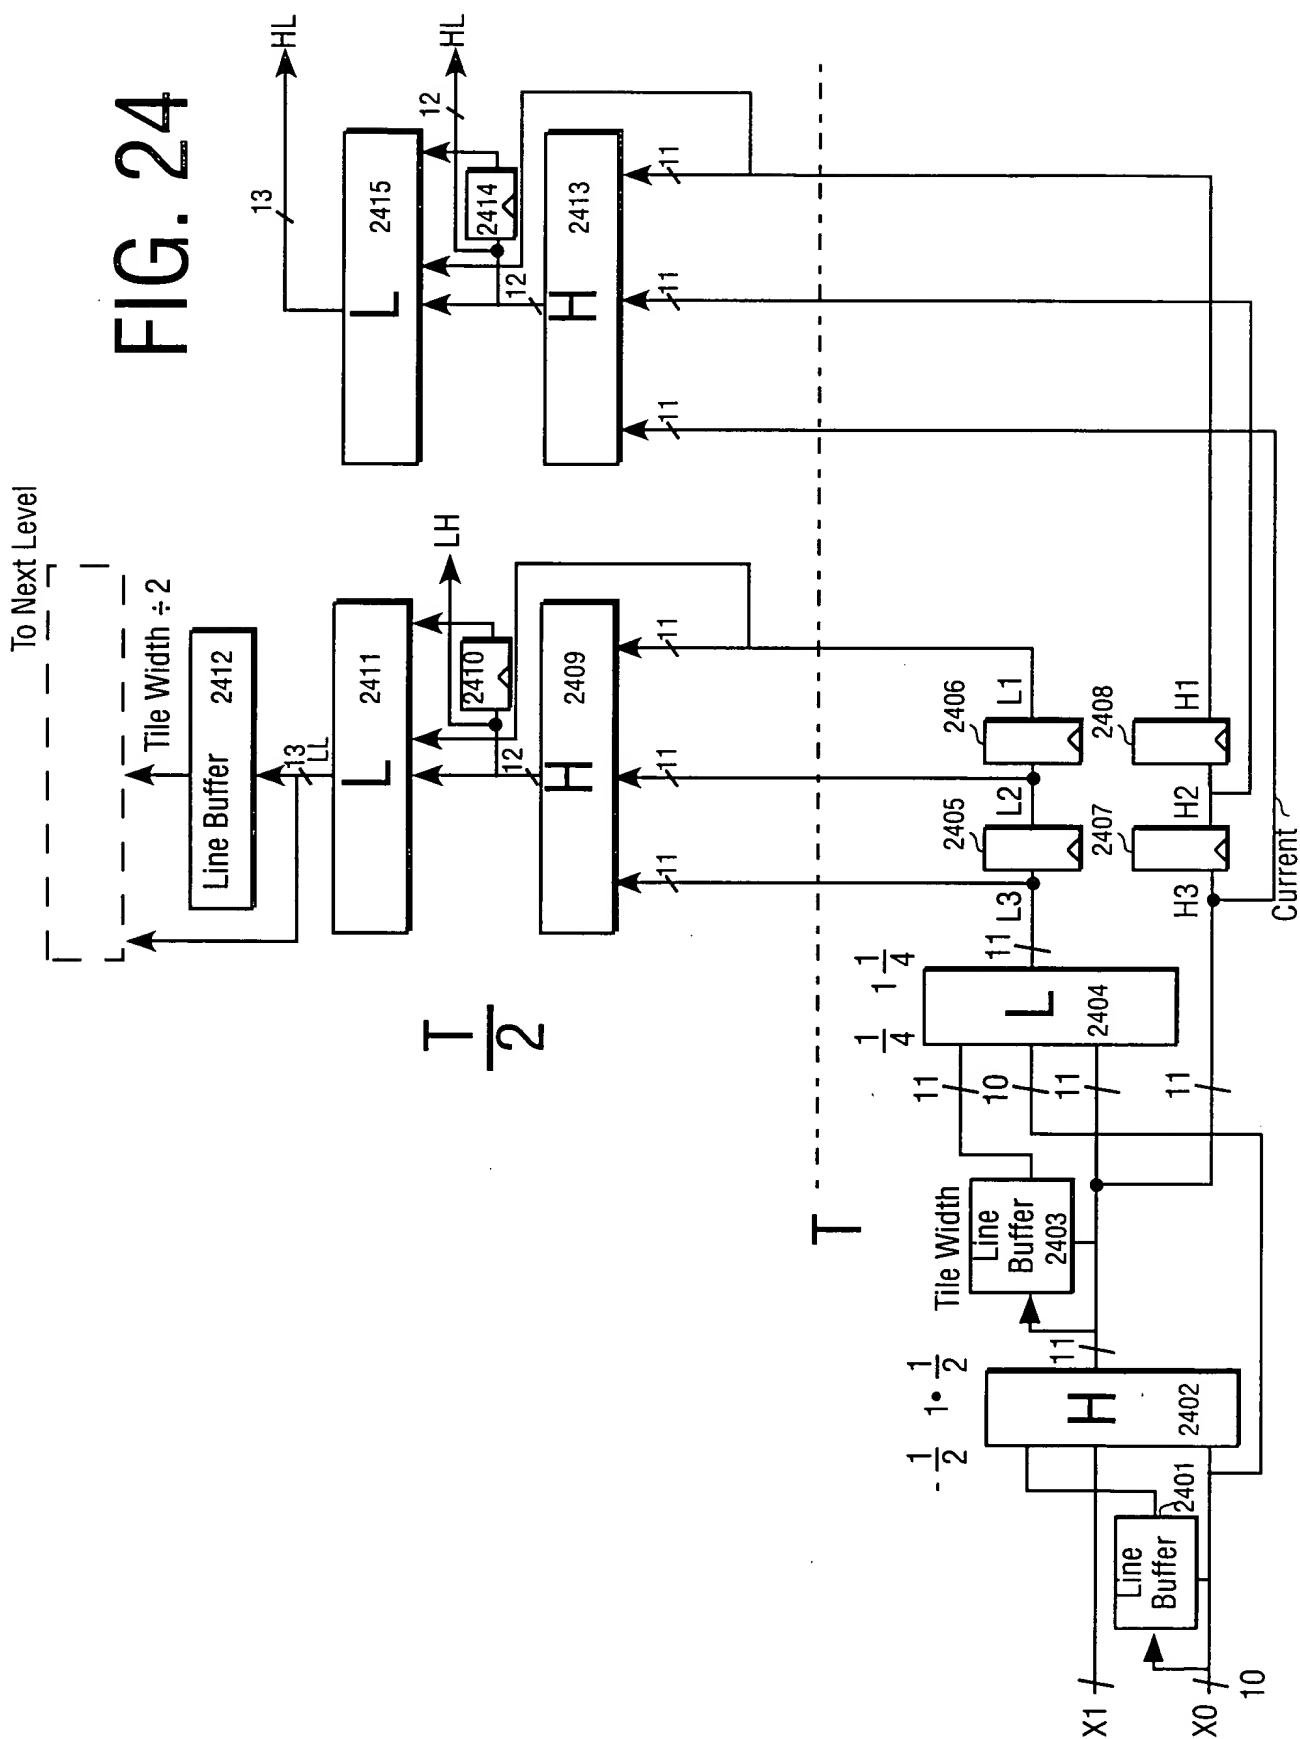 FIG. 24
To Next Level
Tile Width ÷ 2
Line Buffer 2412
13
LL
L 2411
LH
2410
12
H 2409
11
11
11
HL
13
L 2415
HL
12
2414
12
H 2413
11
11
11
T/2
T
X1
X0
10
Line Buffer
2401
- 1/2 1• 1/2
H
2402
11
Tile Width
Line Buffer 2403
11
10
11
11
1/4 1 1/4
L
2404
11
L3
2405
L2
2406
L1
H3
2407
H2
2408
H1
Current